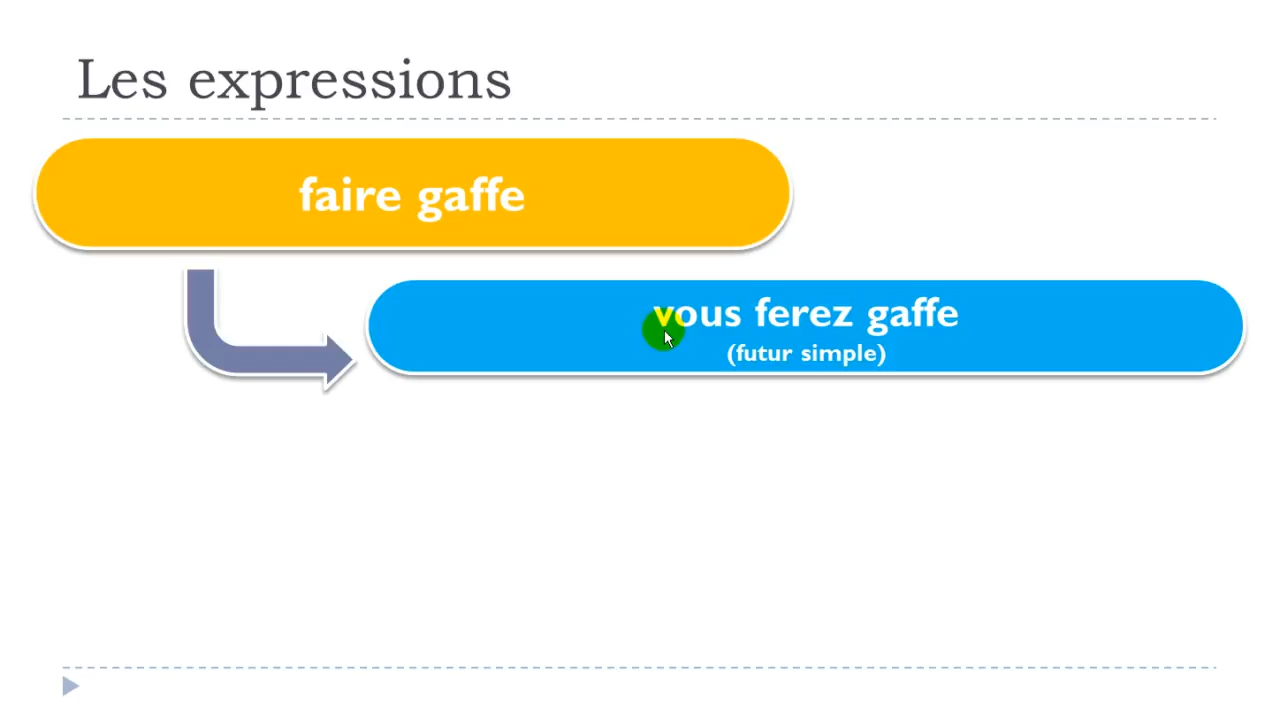 Les expressions
faire gaffe
vous ferez gaffe
(futur simple)